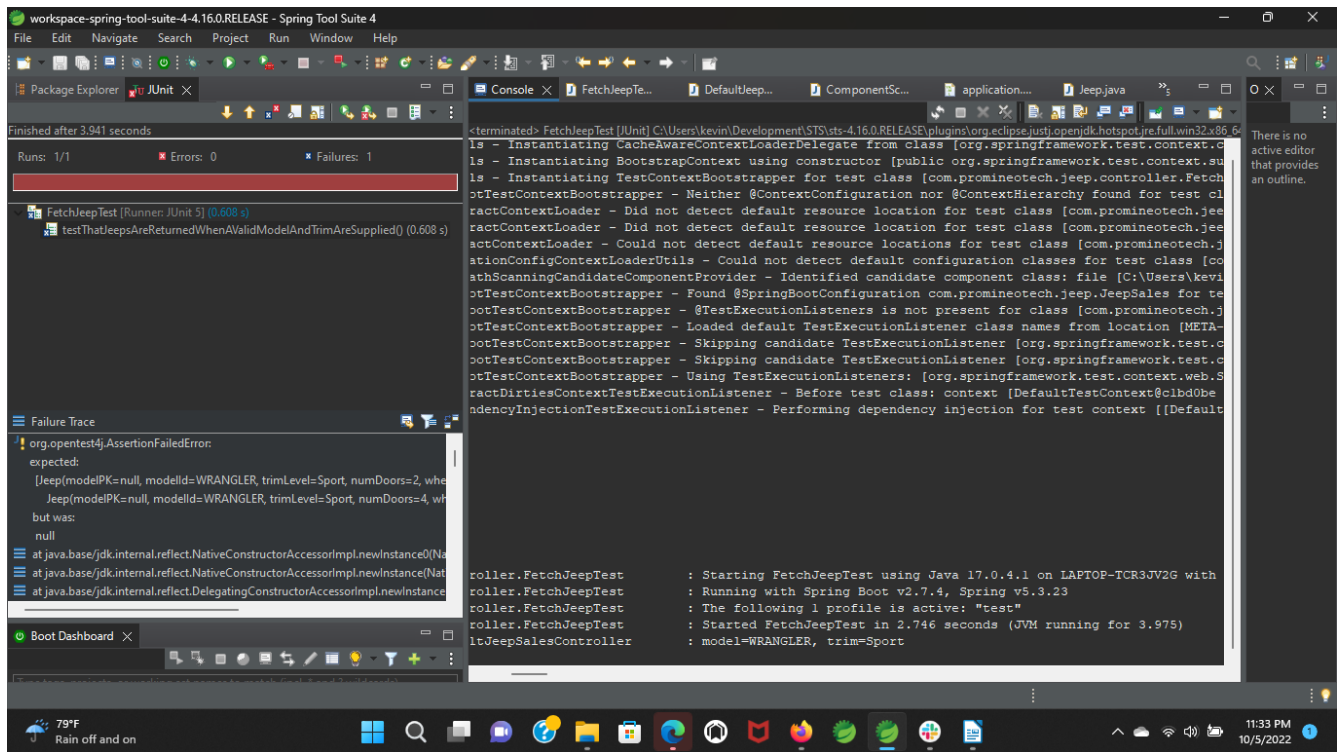 workspace-spring-tool-suite-4-4.16.0.RELEASE - Spring Tool Suite 4
File Edit Navigate Search Project Run Window Help
Package Explorer JUnit
Console FetchJeepTe... DefaultJeep... ComponentSc... application.... Jeep.java »5
Finished after 3.941 seconds
Runs: 1/1 Errors: 0 Failures: 1
FetchJeepTest [Runner: JUnit 5] (0.608 s)
testThatJeepsAreReturnedWhenAValidModelAndTrimAreSupplied() (0.608 s)
Failure Trace
org.opentest4j.AssertionFailedError:
expected:
[Jeep(modelPK=null, modelId=WRANGLER, trimLevel=Sport, numDoors=2, whe
Jeep(modelPK=null, modelId=WRANGLER, trimLevel=Sport, numDoors=4, wh
but was:
null
at java.base/jdk.internal.reflect.NativeConstructorAccessorImpl.newInstance0(Na
at java.base/jdk.internal.reflect.NativeConstructorAccessorImpl.newInstance(Nat
at java.base/jdk.internal.reflect.DelegatingConstructorAccessorImpl.newInstance
Boot Dashboard
<terminated> FetchJeepTest [JUnit] C:\Users\kevin\Development\STS\sts-4.16.0.RELEASE\plugins\org.eclipse.justj.openjdk.hotspot.jre.full.win32.x86_64
ls - Instantiating CacheAwareContextLoaderDelegate from class [org.springframework.test.context.c
ls - Instantiating BootstrapContext using constructor [public org.springframework.test.context.su
ls - Instantiating TestContextBootstrapper for test class [com.promineotech.jeep.controller.Fetch
otTestContextBootstrapper - Neither @ContextConfiguration nor @ContextHierarchy found for test cl
ractContextLoader - Did not detect default resource location for test class [com.promineotech.jee
ractContextLoader - Did not detect default resource location for test class [com.promineotech.jee
actContextLoader - Could not detect default resource locations for test class [com.promineotech.j
ationConfigContextLoaderUtils - Could not detect default configuration classes for test class [co
athScanningCandidateComponentProvider - Identified candidate component class: file [C:\Users\kevi
otTestContextBootstrapper - Found @SpringBootConfiguration com.promineotech.jeep.JeepSales for te
ootTestContextBootstrapper - @TestExecutionListeners is not present for class [com.promineotech.j
otTestContextBootstrapper - Loaded default TestExecutionListener class names from location [META-
ootTestContextBootstrapper - Skipping candidate TestExecutionListener [org.springframework.test.c
ootTestContextBootstrapper - Skipping candidate TestExecutionListener [org.springframework.test.c
otTestContextBootstrapper - Using TestExecutionListeners: [org.springframework.test.context.web.S
ractDirtiesContextTestExecutionListener - Before test class: context [DefaultTestContext@c1bd0be
ndencyInjectionTestExecutionListener - Performing dependency injection for test context [[Default
roller.FetchJeepTest : Starting FetchJeepTest using Java 17.0.4.1 on LAPTOP-TCR3JV2G with
roller.FetchJeepTest : Running with Spring Boot v2.7.4, Spring v5.3.23
roller.FetchJeepTest : The following 1 profile is active: "test"
roller.FetchJeepTest : Started FetchJeepTest in 2.746 seconds (JVM running for 3.975)
ltJeepSalesController : model=WRANGLER, trim=Sport
There is no
active editor
that provides
an outline.
79°F
Rain off and on
11:33 PM
10/5/2022
1